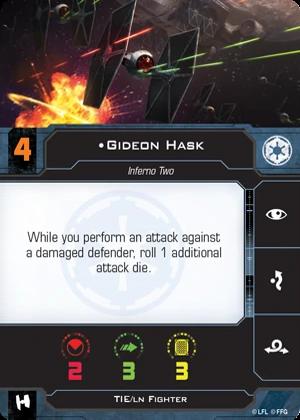 4
•Gideon Hask
Inferno Two
While you perform an attack against
a damaged defender, roll 1 additional
attack die.
2 3 3
TIE/ln Fighter
© LFL © FFG